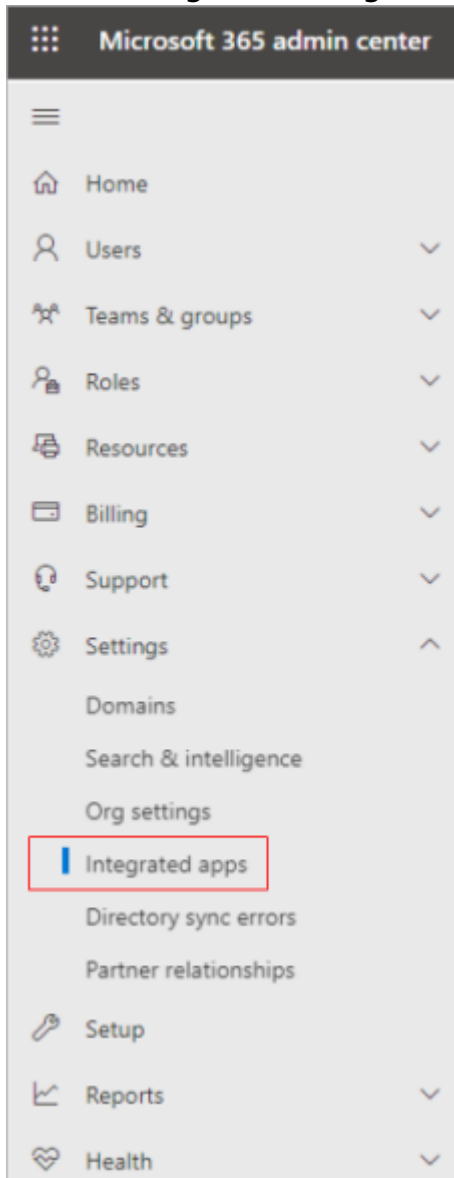 Microsoft 365 admin center
Home
Users
Teams & groups
Roles
Resources
Billing
Support
Settings
Domains
Search & intelligence
Org settings
Integrated apps
Directory sync errors
Partner relationships
Setup
Reports
Health